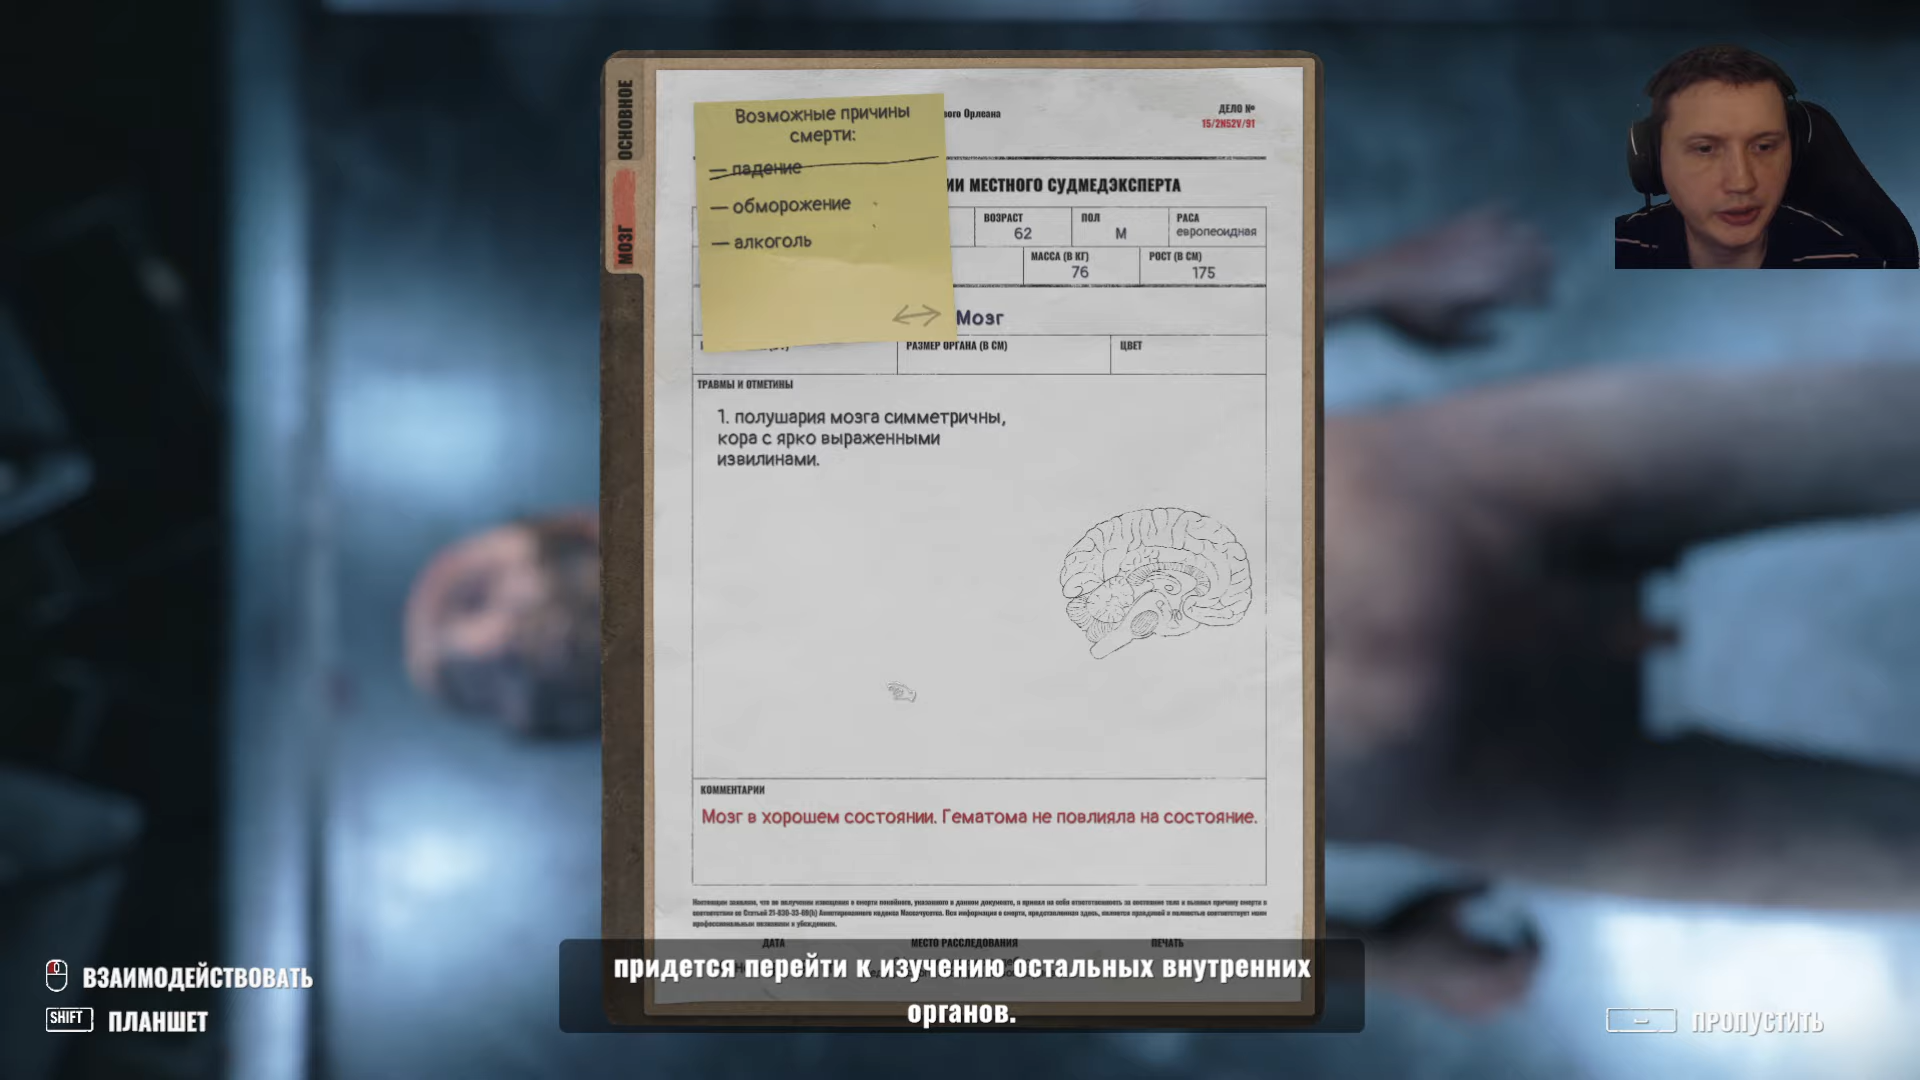 ОСНОВНОЕ
МОЗГ
Возможные причины
смерти:
— падение
— обморожение
— алкоголь
вого Орлеана
ДЕЛО №
15/2N52V/91
ИИ МЕСТНОГО СУДМЕДЭКСПЕРТА
ВОЗРАСТ
62
ПОЛ
М
РАСА
европеоидная
МАССА (В КГ)
76
РОСТ (В СМ)
175
Мозг
РАЗМЕР ОРГАНА (В СМ)
ЦВЕТ
ТРАВМЫ И ОТМЕТИНЫ
1. полушария мозга симметричны,
кора с ярко выраженными
извилинами.
КОММЕНТАРИИ
Мозг в хорошем состоянии. Гематома не повлияла на состояние.
ДАТА
МЕСТО РАССЛЕДОВАНИЯ
ПЕЧАТЬ
придется перейти к изучению остальных внутренних
органов.
ВЗАИМОДЕЙСТВОВАТЬ
SHIFT ПЛАНШЕТ
ПРОПУСТИТЬ